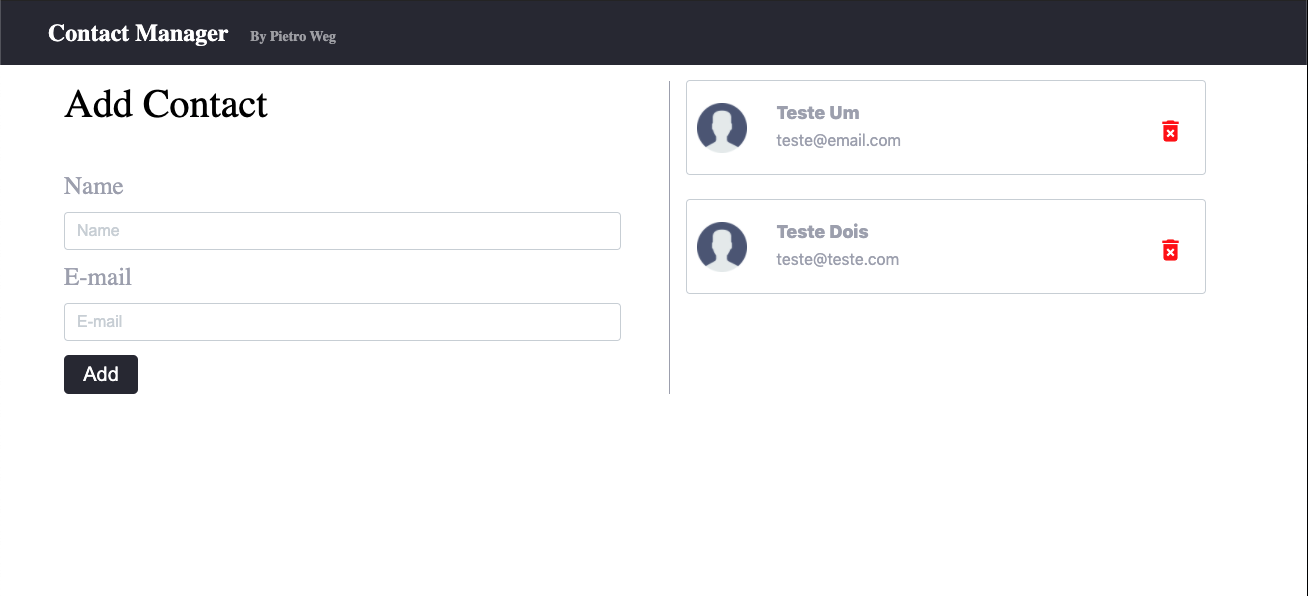 Contact Manager By Pietro Weg
Add Contact
Name
Name
E-mail
E-mail
Add
Teste Um
teste@email.com
Teste Dois
teste@teste.com